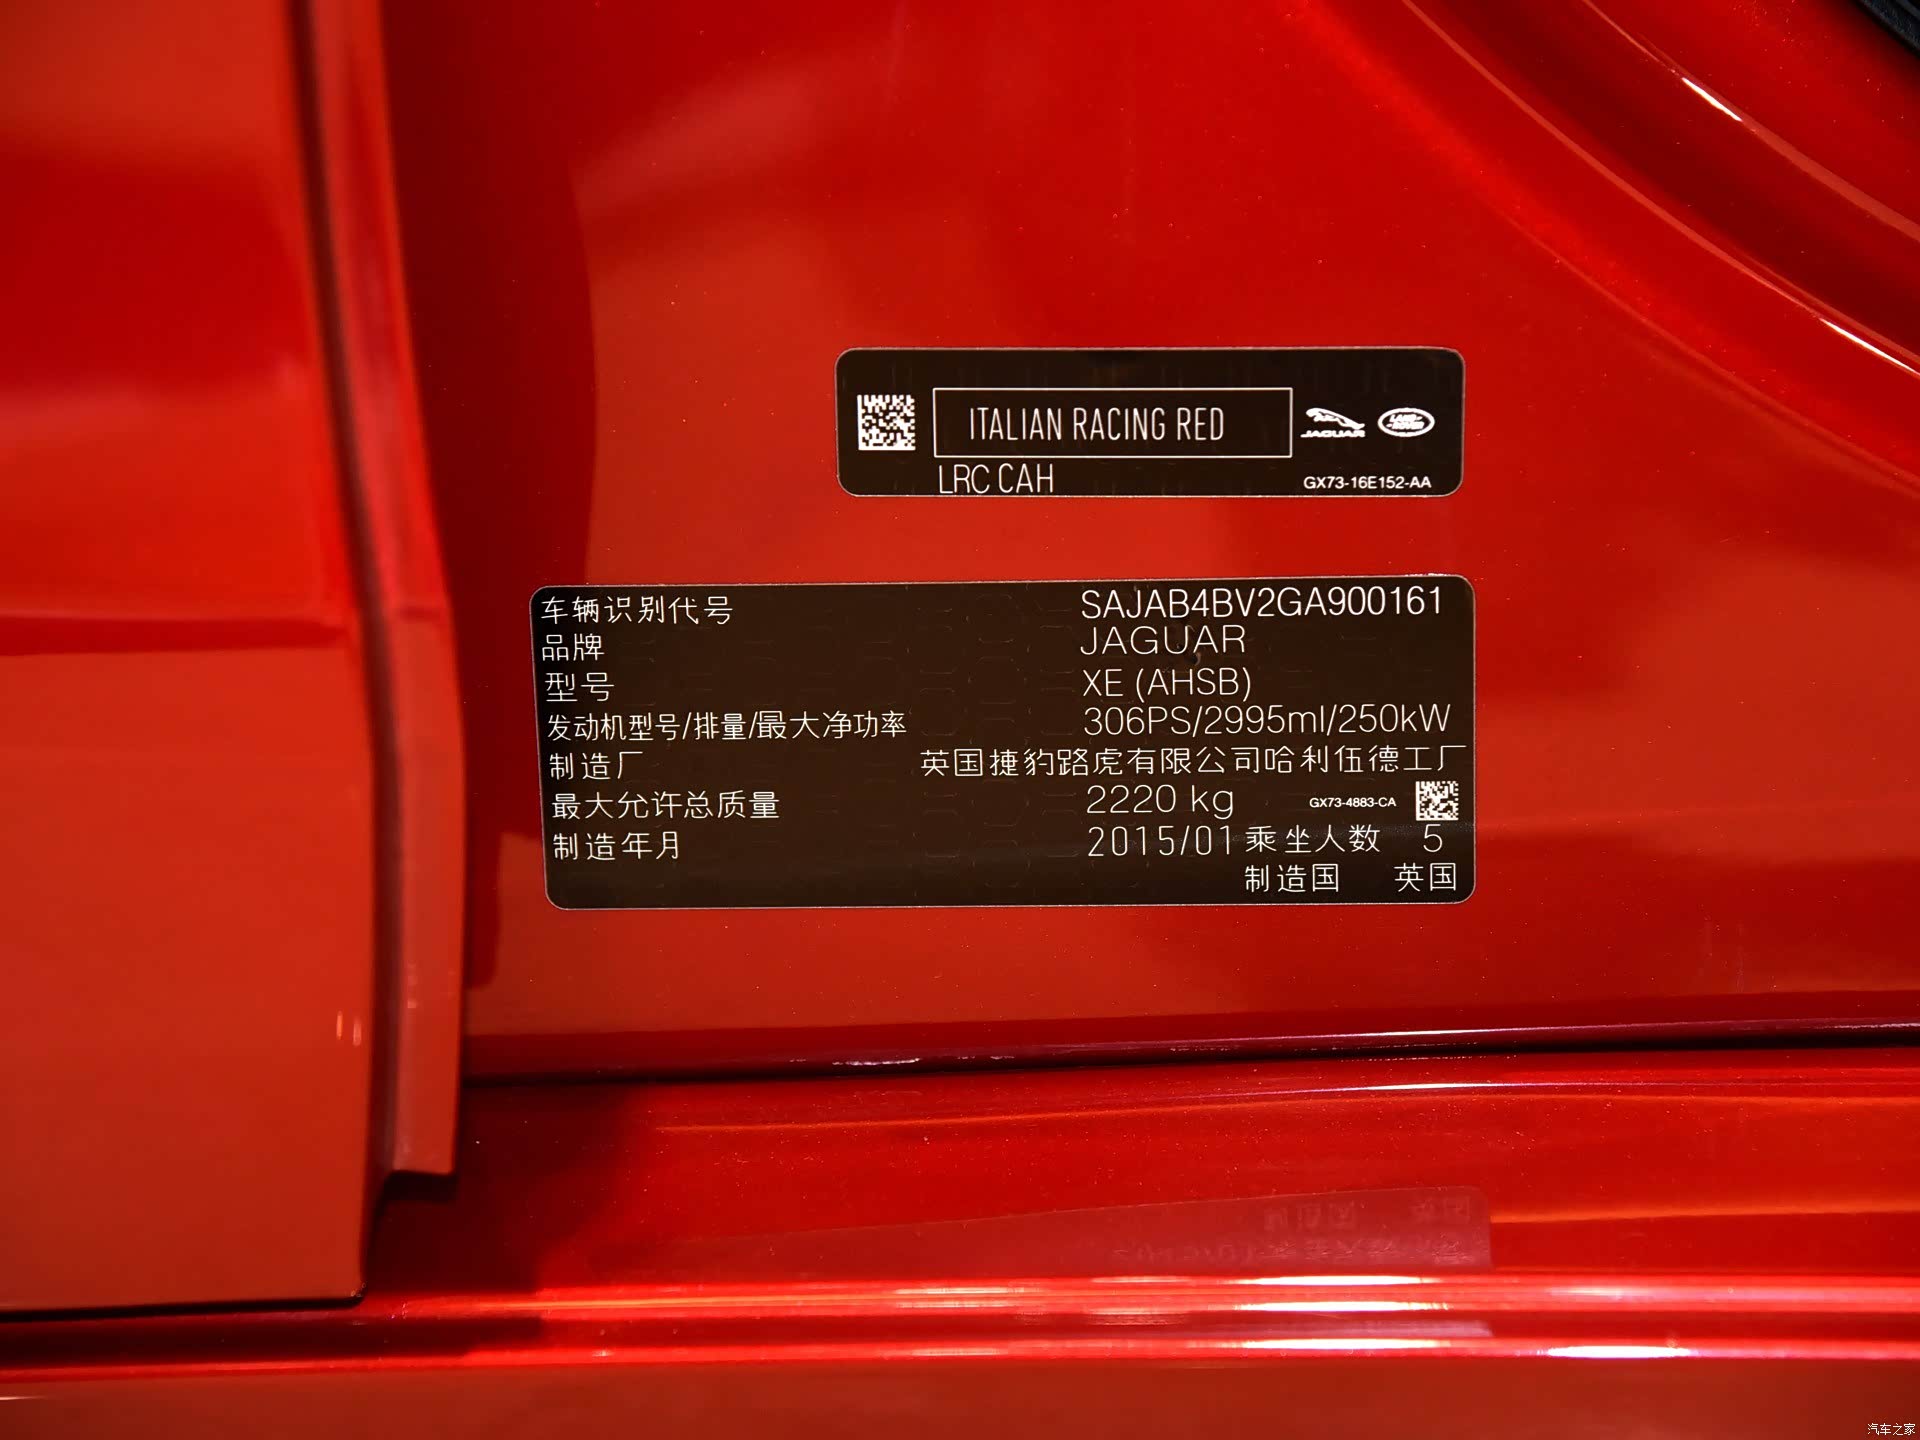 ITALIAN RACING RED
JAGUAR
LAND ROVER
LRC CAH
GX73-16E152-AA
车辆识别代号 SAJAB4BV2GA900161
品牌 JAGUAR
型号 XE (AHSB)
发动机型号/排量/最大净功率 306PS/2995ml/250kW
制造厂 英国捷豹路虎有限公司哈利伍德工厂
最大允许总质量 2220 kg GX73-4883-CA
制造年月 2015/01 乘坐人数 5
制造国 英国
汽车之家